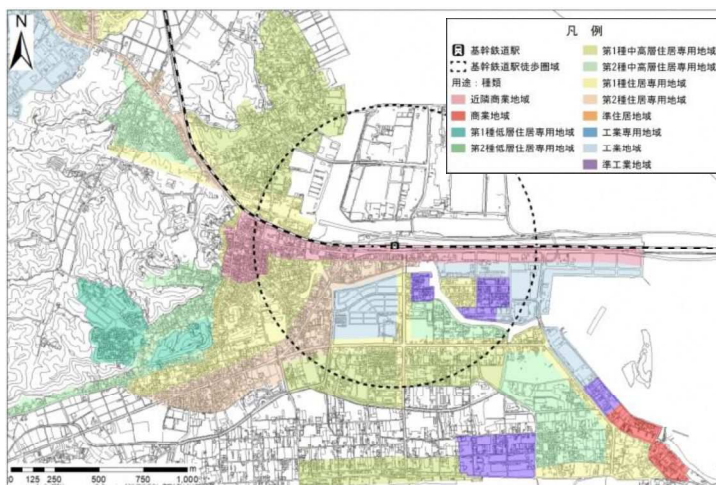 N
凡 例
基幹鉄道駅
基幹鉄道駅徒歩圏域
用途:種類
近隣商業地域
商業地域
第1種低層住居専用地域
第2種低層住居専用地域
第1種中高層住居専用地域
第2種中高層住居専用地域
第1種住居専用地域
第2種住居専用地域
準住居地域
工業専用地域
工業地域
準工業地域
0 125 250 500 750 1,000
m